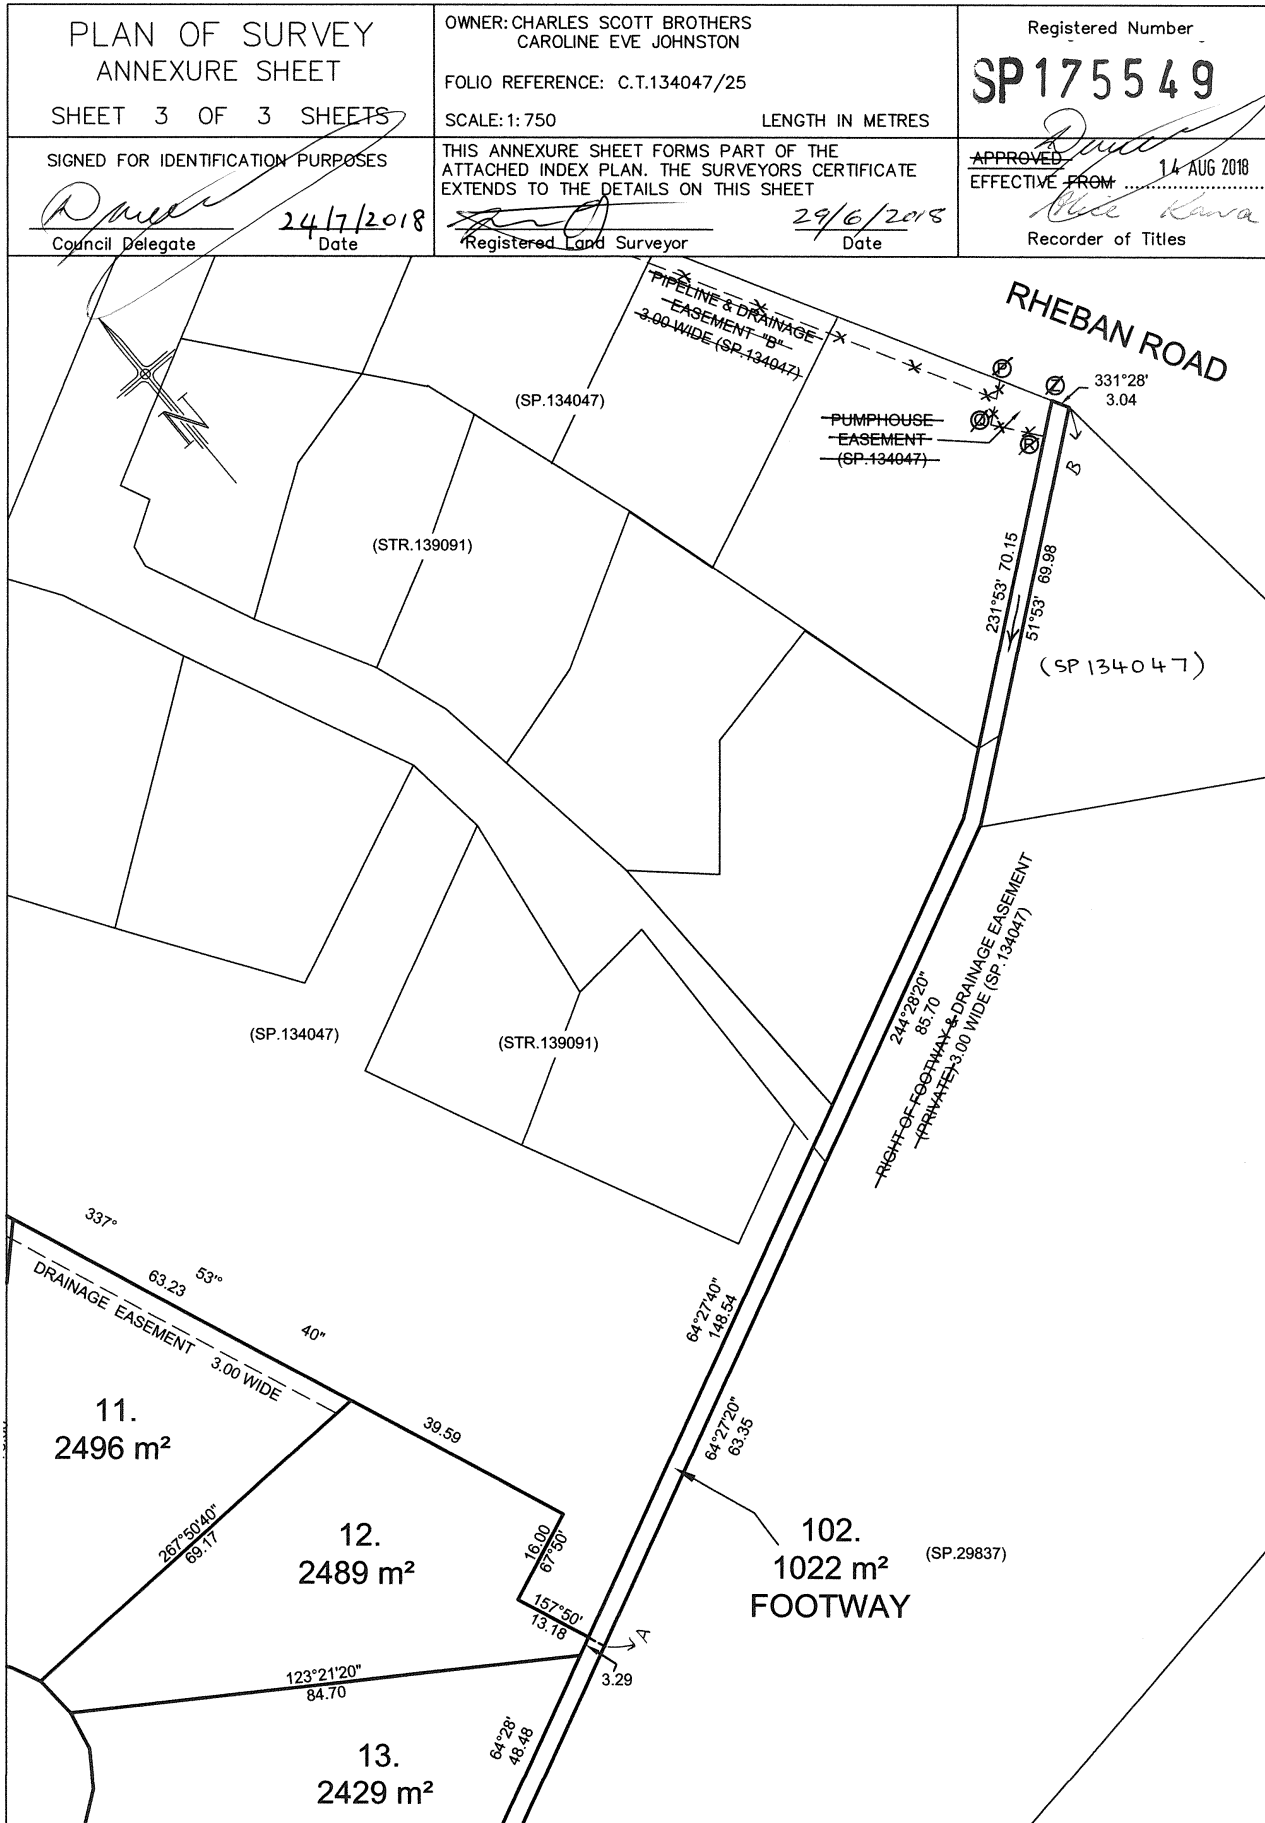 PLAN OF SURVEY
ANNEXURE SHEET
SHEET 3 OF 3 SHEETS
OWNER: CHARLES SCOTT BROTHERS
CAROLINE EVE JOHNSTON
FOLIO REFERENCE: C.T.134047/25
SCALE: 1: 750 LENGTH IN METRES
Registered Number
SP175549
SIGNED FOR IDENTIFICATION PURPOSES
24/7/2018
Council Delegate Date
THIS ANNEXURE SHEET FORMS PART OF THE
ATTACHED INDEX PLAN. THE SURVEYORS CERTIFICATE
EXTENDS TO THE DETAILS ON THIS SHEET
29/6/2018
Registered Land Surveyor Date
APPROVED
EFFECTIVE FROM 14 AUG 2018
Alice Kawa
Recorder of Titles
RHEBAN ROAD
PIPELINE & DRAINAGE
EASEMENT "B"
3.00 WIDE (SP.134047)
P
Z
331°28'
3.04
(SP.134047)
PUMPHOUSE
EASEMENT
(SP.134047)
Q
R
B
N
(STR.139091)
231°53' 70.15
51°53' 69.98
(SP 134047)
244°28'20"
85.70
RIGHT OF FOOTWAY & DRAINAGE EASEMENT
(PRIVATE) 3.00 WIDE (SP.134047)
(SP.134047)
(STR.139091)
337°
53'°
40"
63.23
DRAINAGE EASEMENT 3.00 WIDE
64°27'40"
148.54
11.
2496 m²
39.59
64°27'20"
63.35
267°50'40"
69.17
12.
2489 m²
16.00
67°50'
102.
1022 m²
FOOTWAY
(SP.29837)
157°50'
13.18
A
3.29
123°21'20"
84.70
64°28'
48.48
13.
2429 m²